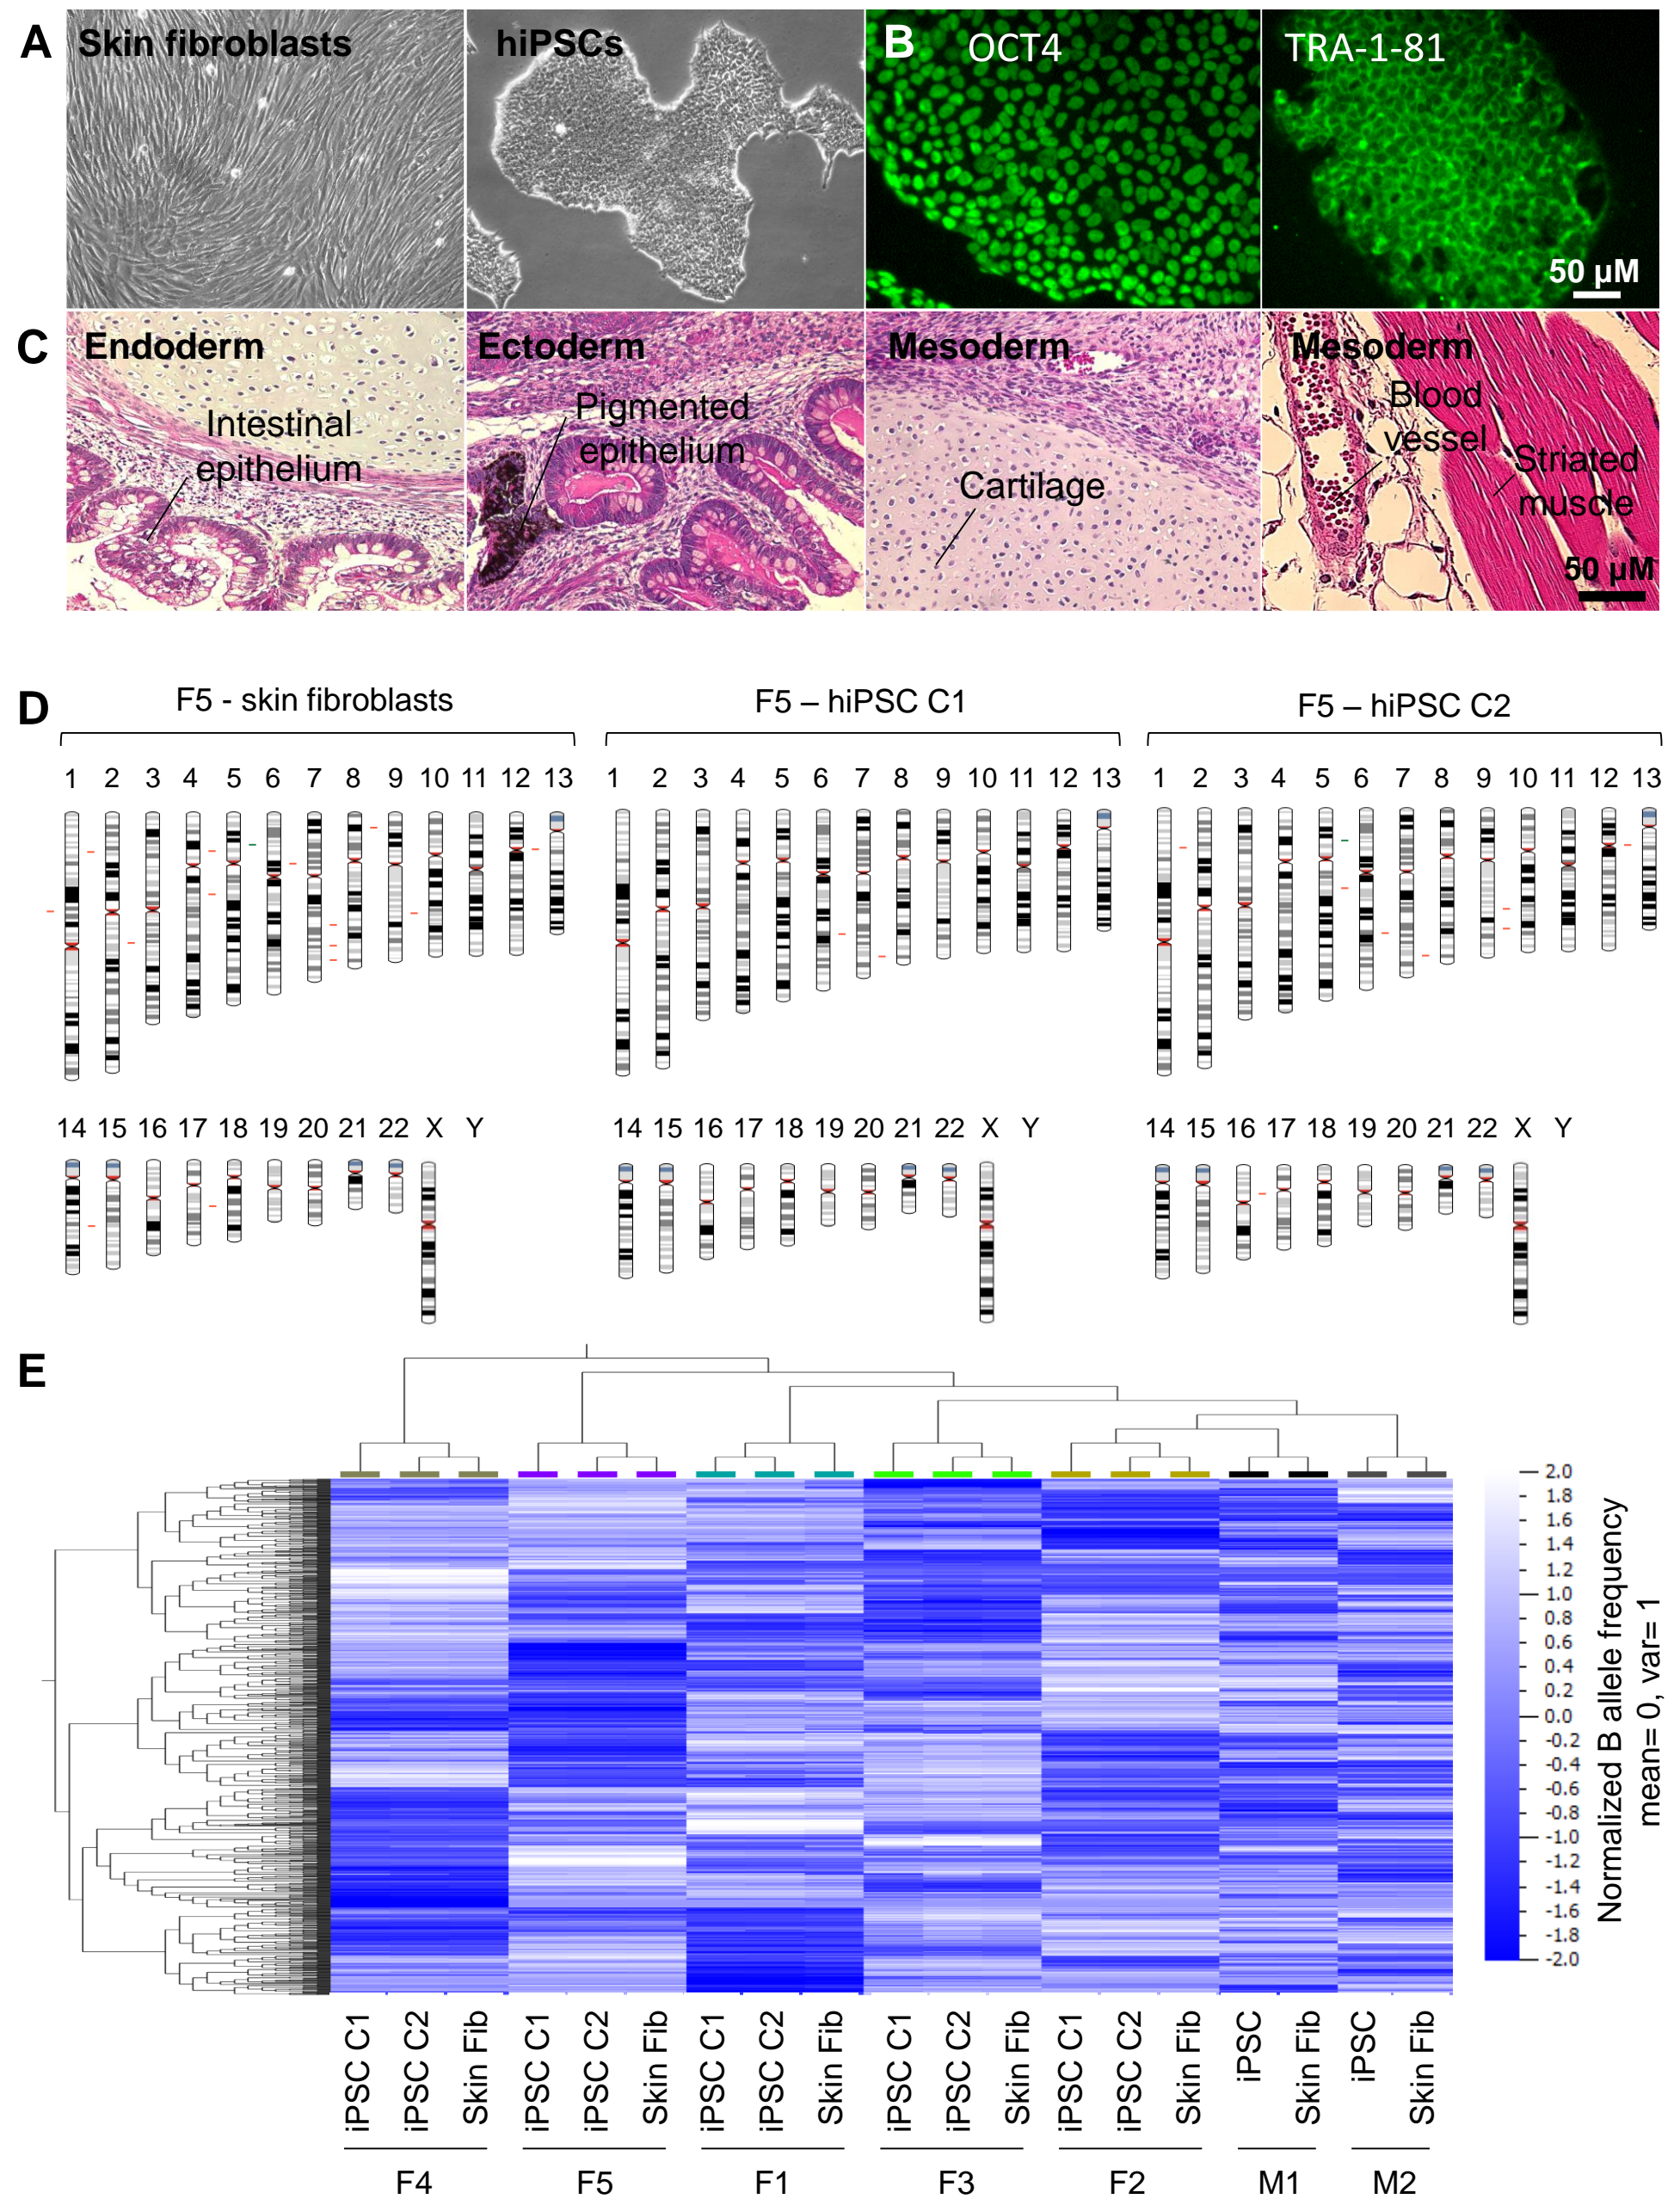 A
Skin fibroblasts
hiPSCs
B
OCT4
TRA-1-81
50 µM
C
Endoderm
Intestinal
epithelium
Ectoderm
Pigmented
epithelium
Mesoderm
Cartilage
Mesoderm
Blood
vessel
Striated
muscle
50 µM
D
F5 - skin fibroblasts
F5 – hiPSC C1
F5 – hiPSC C2
1 2 3 4 5 6 7 8 9 10 11 12 13
1 2 3 4 5 6 7 8 9 10 11 12 13
1 2 3 4 5 6 7 8 9 10 11 12 13
14 15 16 17 18 19 20 21 22 X Y
14 15 16 17 18 19 20 21 22 X Y
14 15 16 17 18 19 20 21 22 X Y
E
2.0
1.8
1.6
1.4
1.2
1.0
0.8
0.6
0.4
0.2
0.0
-0.2
-0.4
-0.6
-0.8
-1.0
-1.2
-1.4
-1.6
-1.8
-2.0
Normalized B allele frequency
mean= 0, var= 1
iPSC C1
iPSC C2
Skin Fib
iPSC C1
iPSC C2
Skin Fib
iPSC C1
iPSC C2
Skin Fib
iPSC C1
iPSC C2
Skin Fib
iPSC C1
iPSC C2
Skin Fib
iPSC
Skin Fib
iPSC
Skin Fib
F4
F5
F1
F3
F2
M1
M2